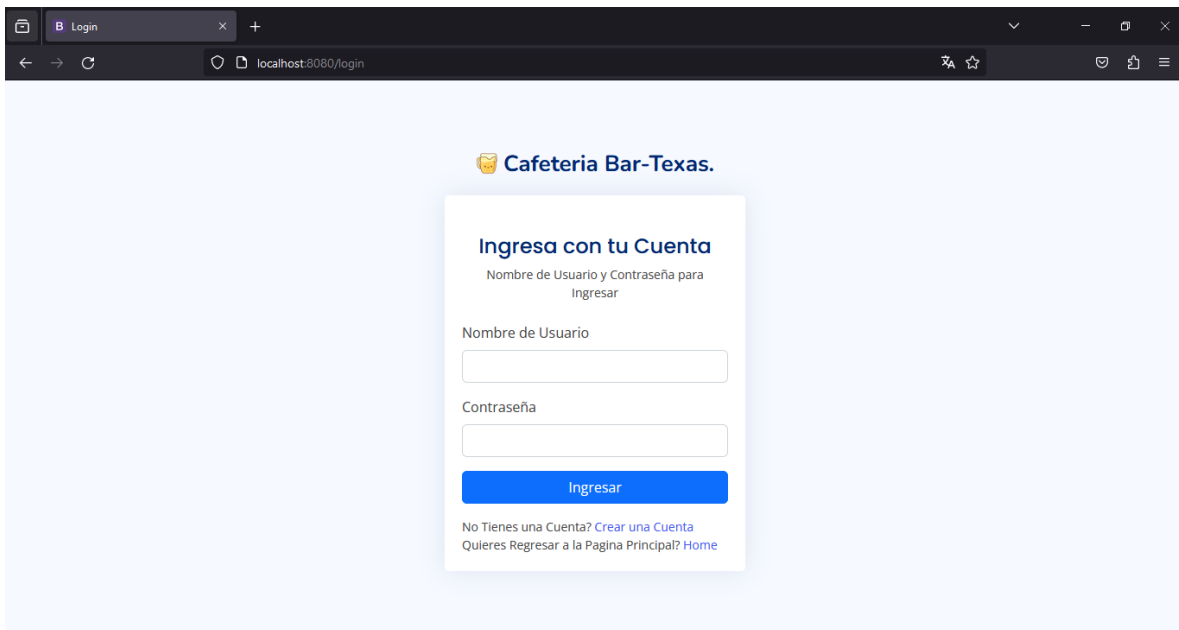 B Login
localhost:8080/login
Cafeteria Bar-Texas.
Ingresa con tu Cuenta
Nombre de Usuario y Contraseña para
Ingresar
Nombre de Usuario
Contraseña
Ingresar
No Tienes una Cuenta? Crear una Cuenta
Quieres Regresar a la Pagina Principal? Home